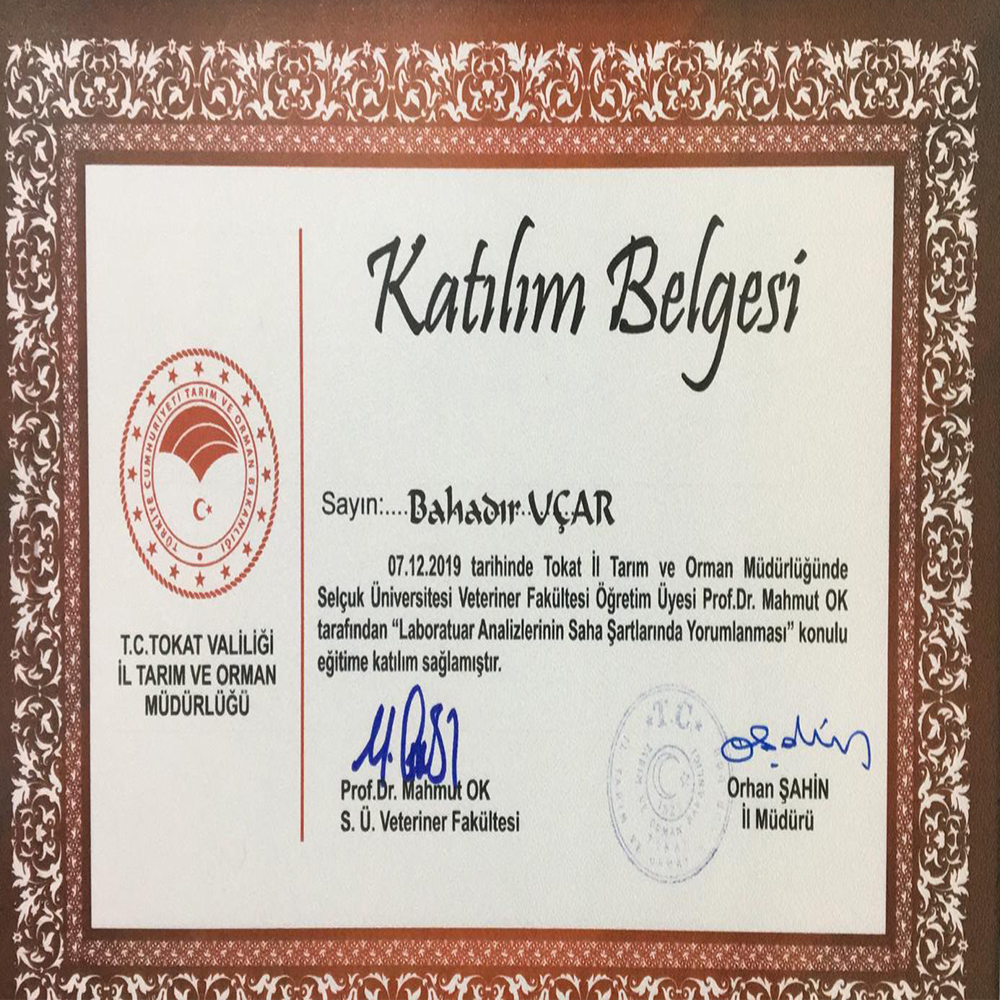 Katılım Belgesi
TÜRKİYE CUMHURİYETİ TARIM VE ORMAN BAKANLIĞI
T.C.TOKAT VALİLİĞİ
İL TARIM VE ORMAN
MÜDÜRLÜĞÜ
Sayın:....Bahadır..UÇAR
07.12.2019 tarihinde Tokat İl Tarım ve Orman Müdürlüğünde
Selçuk Üniversitesi Veteriner Fakültesi Öğretim Üyesi Prof.Dr. Mahmut OK
tarafından “Laboratuar Analizlerinin Saha Şartlarında Yorumlanması” konulu
eğitime katılım sağlamıştır.
Prof.Dr. Mahmut OK
S. Ü. Veteriner Fakültesi
T.C.
Orhan ŞAHİN
İl Müdürü